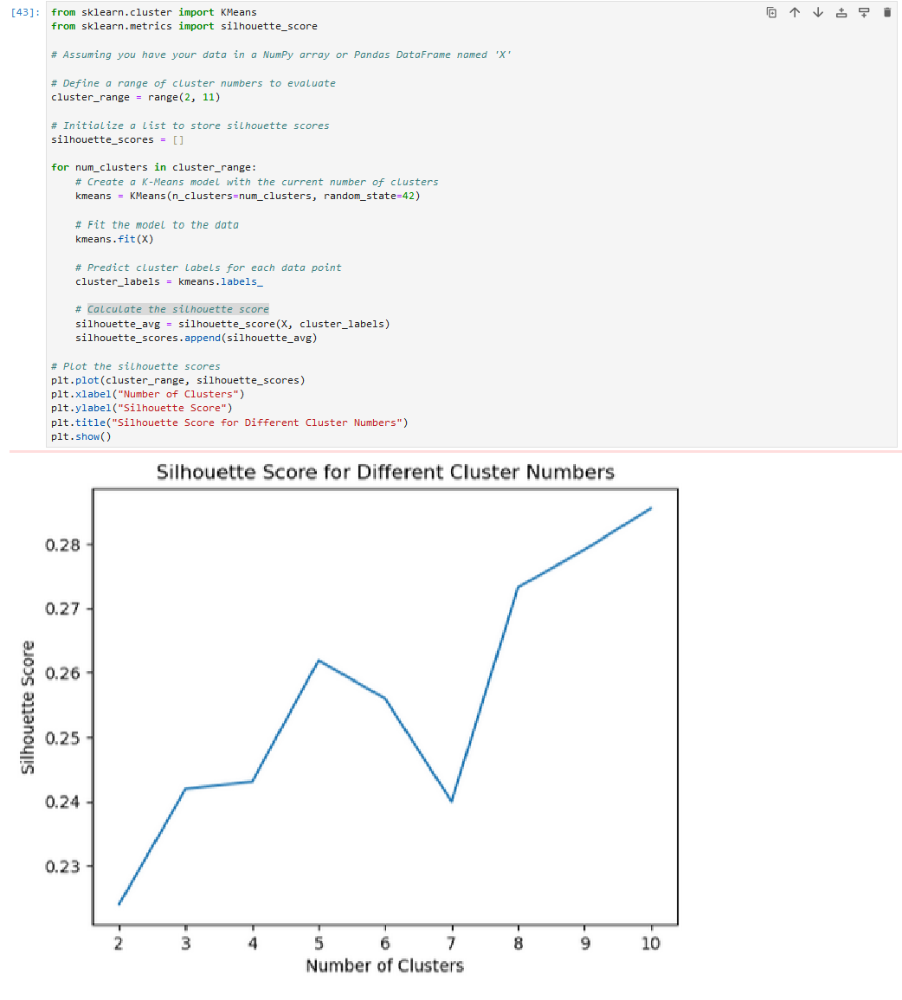 [43]: from sklearn.cluster import KMeans
from sklearn.metrics import silhouette_score
# Assuming you have your data in a NumPy array or Pandas DataFrame named 'X'
# Define a range of cluster numbers to evaluate
cluster_range = range(2, 11)
# Initialize a list to store silhouette scores
silhouette_scores = []
for num_clusters in cluster_range:
    # Create a K-Means model with the current number of clusters
    kmeans = KMeans(n_clusters=num_clusters, random_state=42)
    # Fit the model to the data
    kmeans.fit(X)
    # Predict cluster labels for each data point
    cluster_labels = kmeans.labels_
    # Calculate the silhouette score
    silhouette_avg = silhouette_score(X, cluster_labels)
    silhouette_scores.append(silhouette_avg)
# Plot the silhouette scores
plt.plot(cluster_range, silhouette_scores)
plt.xlabel("Number of Clusters")
plt.ylabel("Silhouette Score")
plt.title("Silhouette Score for Different Cluster Numbers")
plt.show()
Silhouette Score for Different Cluster Numbers
Silhouette Score
0.28
0.27
0.26
0.25
0.24
0.23
2 3 4 5 6 7 8 9 10
Number of Clusters